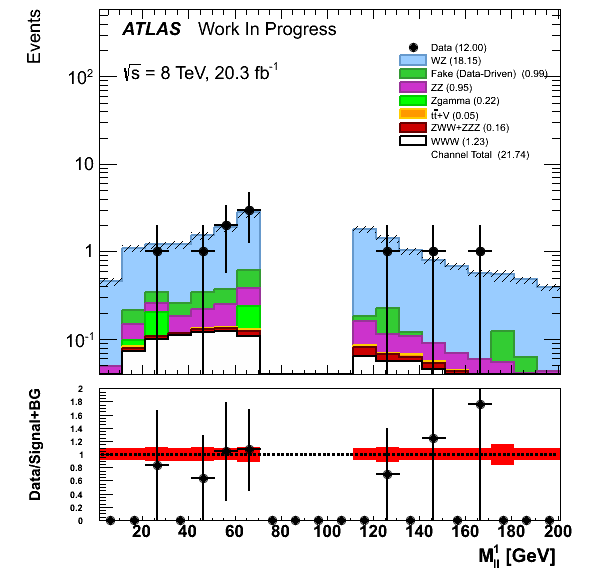 Events
ATLAS Work In Progress
√s = 8 TeV, 20.3 fb⁻¹
Data (12.00)
WZ (18.15)
Fake (Data-Driven) (0.99)
ZZ (0.95)
Zgamma (0.22)
tt̄+V (0.05)
ZWW+ZZZ (0.16)
WWW (1.23)
Channel Total (21.74)
10²
10
1
10⁻¹
Data/Signal+BG
2
1.8
1.6
1.4
1.2
1
0.8
0.6
0.4
0.2
0
20 40 60 80 100 120 140 160 180 200
M¹ll [GeV]